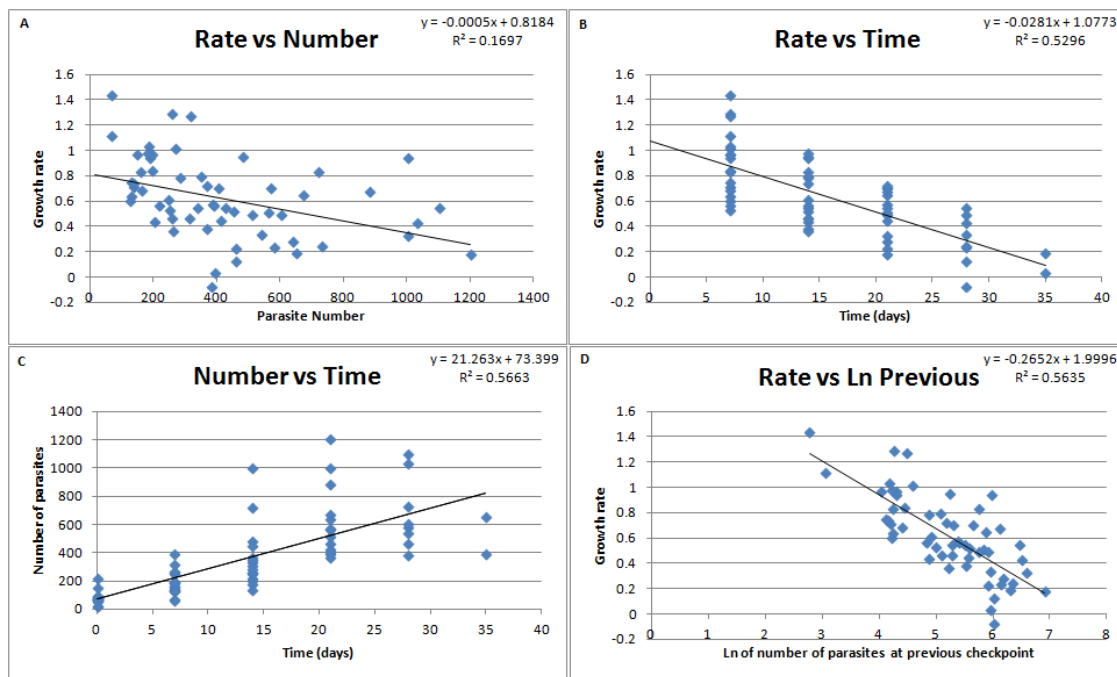 A
y = -0.0005x + 0.8184
R² = 0.1697
Rate vs Number
Growth rate
1.6
1.4
1.2
1
0.8
0.6
0.4
0.2
0
-0.2
0 200 400 600 800 1000 1200 1400
Parasite Number
B
y = -0.0281x + 1.0773
R² = 0.5296
Rate vs Time
Growth rate
1.6
1.4
1.2
1
0.8
0.6
0.4
0.2
0
-0.2
0 5 10 15 20 25 30 35 40
Time (days)
C
y = 21.263x + 73.399
R² = 0.5663
Number vs Time
Number of parasites
1400
1200
1000
800
600
400
200
0
0 5 10 15 20 25 30 35 40
Time (days)
D
y = -0.2652x + 1.9996
R² = 0.5635
Rate vs Ln Previous
Growth rate
1.6
1.4
1.2
1
0.8
0.6
0.4
0.2
0
-0.2
0 1 2 3 4 5 6 7 8
Ln of number of parasites at previous checkpoint